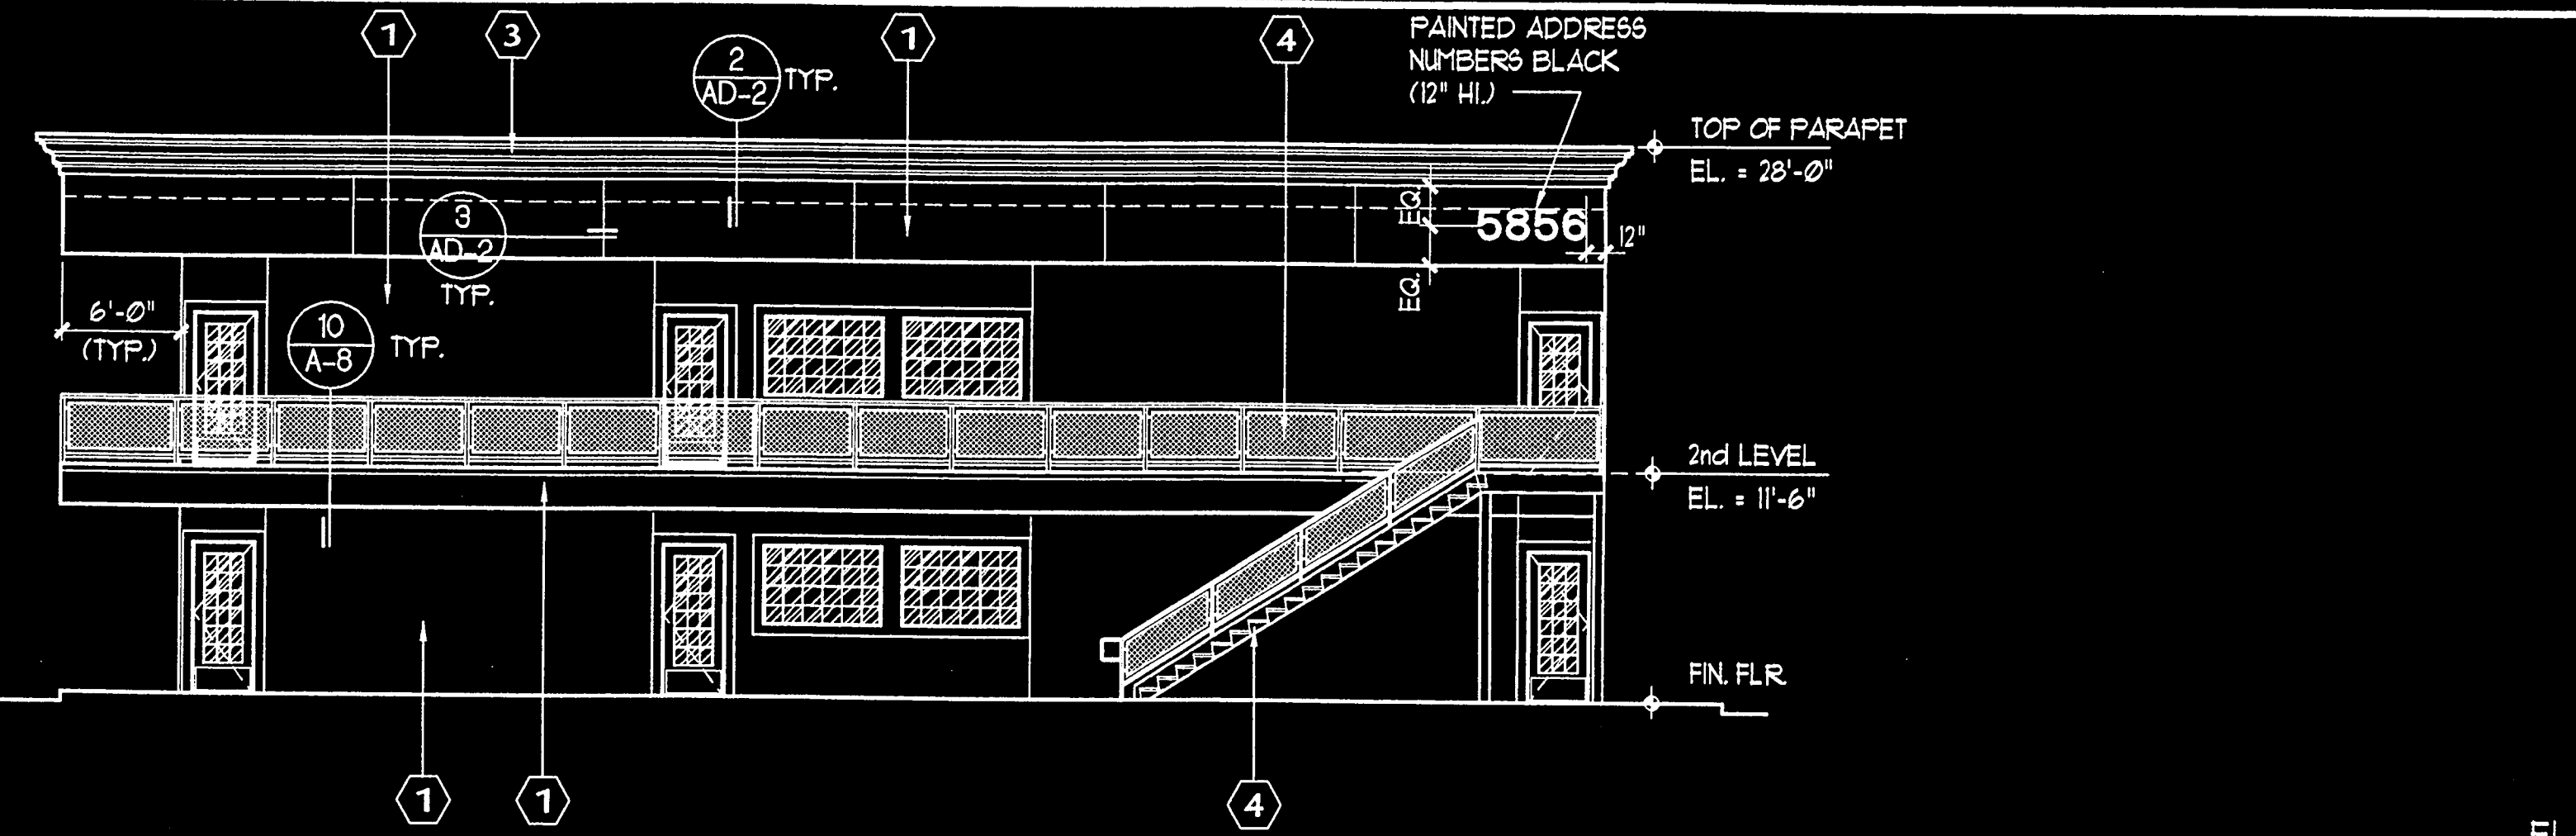 1
3
2
AD-2
TYP.
1
4
PAINTED ADDRESS
NUMBERS BLACK
(12" HI.)
TOP OF PARAPET
EL. = 28'-0"
3
AD-2
TYP.
EQ.
EQ.
5856
12"
6'-0"
(TYP.)
10
A-8
TYP.
2nd LEVEL
EL. = 11'-6"
FIN. FLR
1
1
4